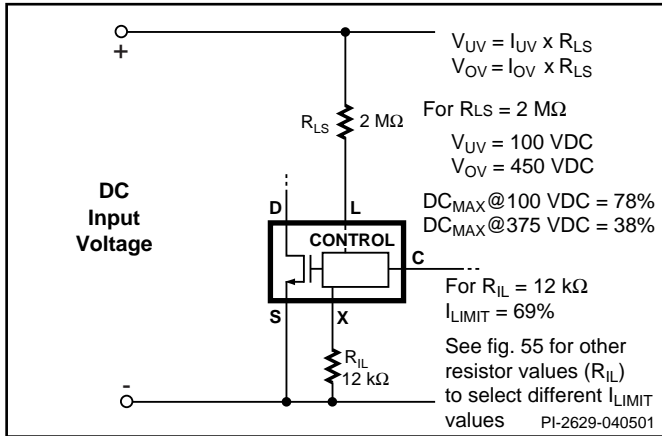 +
DC
Input
Voltage
-
R_LS
2 MΩ
D
L
CONTROL
C
S
X
R_IL
12 kΩ
V_UV = I_UV x R_LS
V_OV = I_OV x R_LS
For RLS = 2 MΩ
V_UV = 100 VDC
V_OV = 450 VDC
DC_MAX@100 VDC = 78%
DC_MAX@375 VDC = 38%
For R_IL = 12 kΩ
I_LIMIT = 69%
See fig. 55 for other
resistor values (R_IL)
to select different I_LIMIT
values
PI-2629-040501